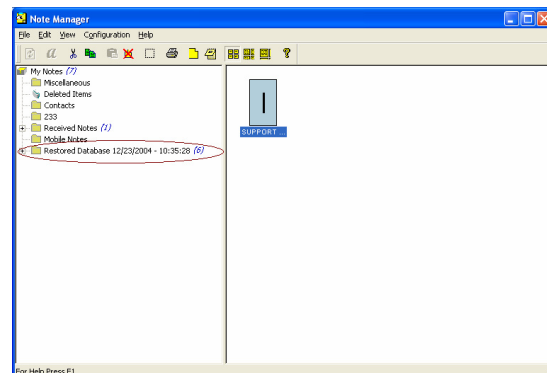 Note Manager
File Edit View Configuration Help
My Notes (7)
Miscellaneous
Deleted Items
Contacts
233
Received Notes (1)
Mobile Notes
Restored Database 12/23/2004 - 10:35:28 (6)
SUPPORT ...
For Help Press F1